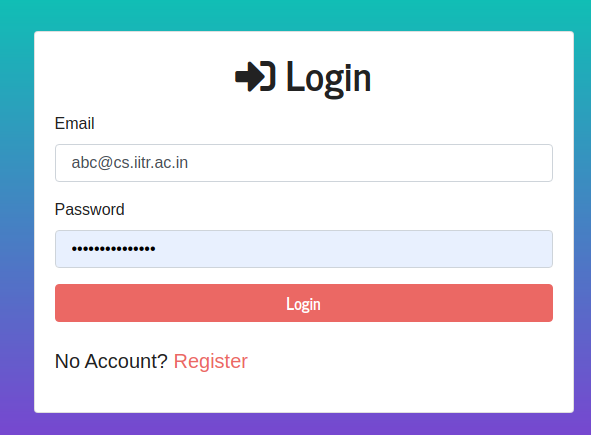 Login
Email
abc@cs.iitr.ac.in
Password
•••••••••••••••
Login
No Account? Register